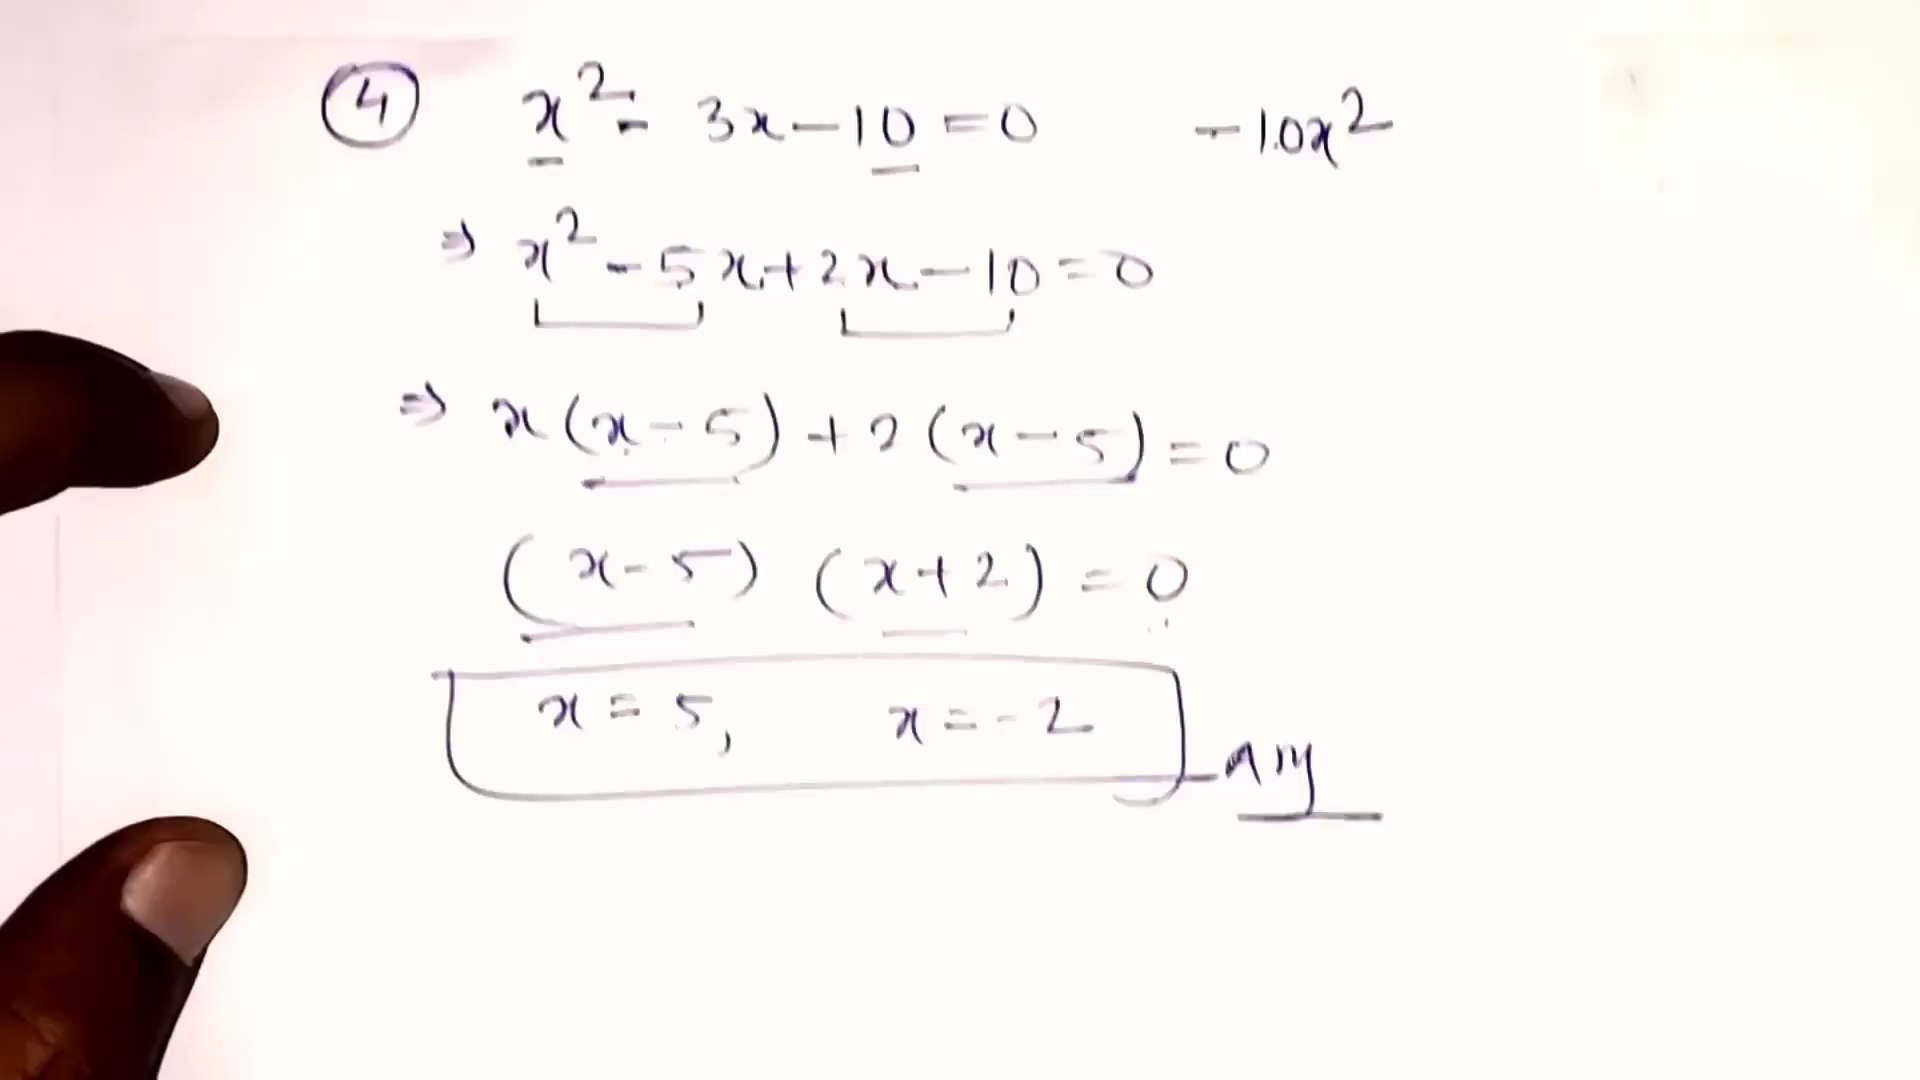 ④ x² - 3x - 10 = 0 - 10x²
⇒ x² - 5x + 2x - 10 = 0
⇒ x (x - 5) + 2 (x - 5) = 0
(x - 5) (x + 2) = 0
x = 5, x = - 2